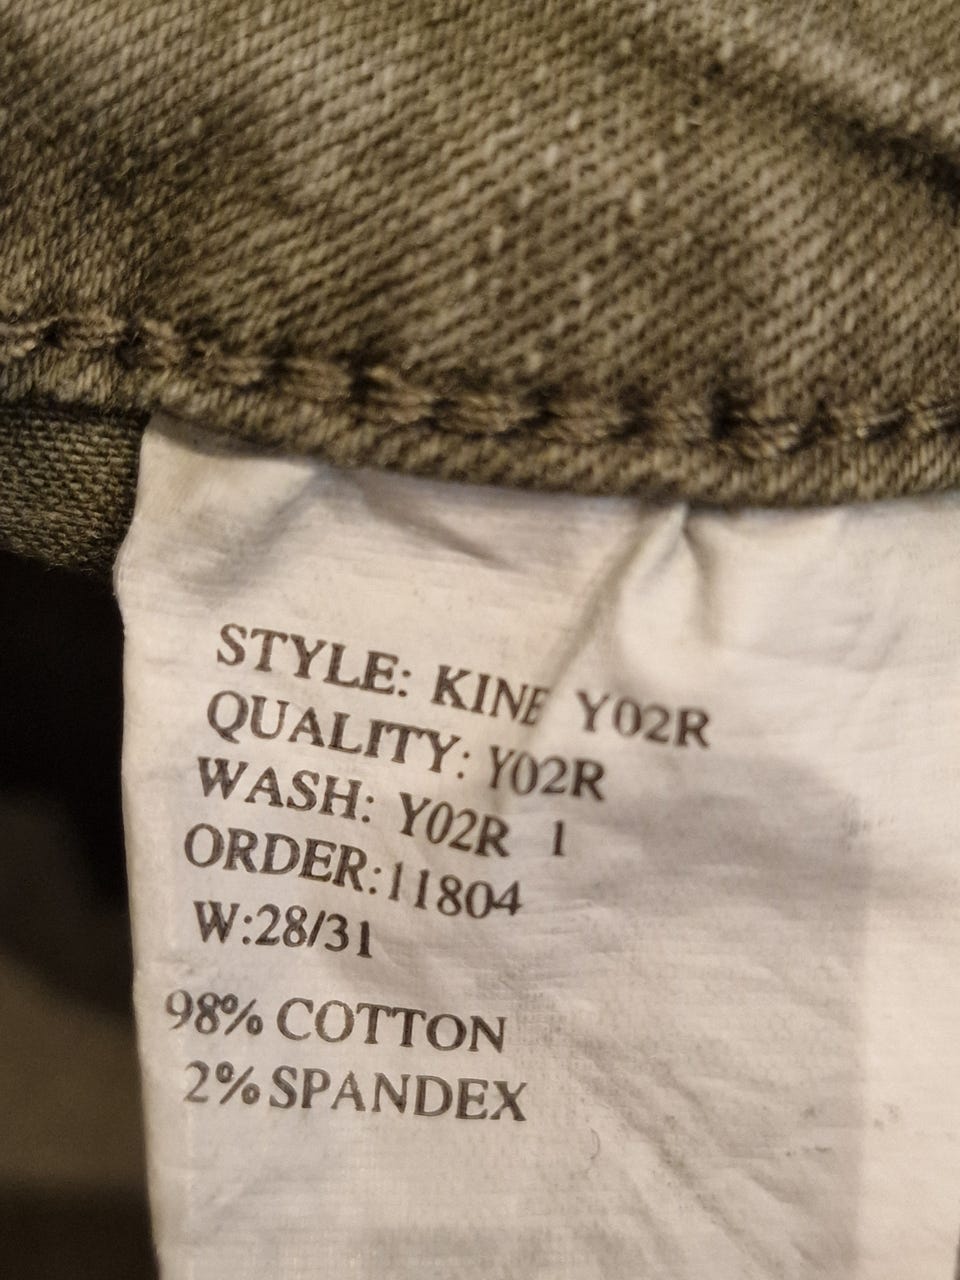 STYLE: KINE Y02R
QUALITY: Y02R
WASH: Y02R 1
ORDER:11804
W:28/31
98% COTTON
2% SPANDEX